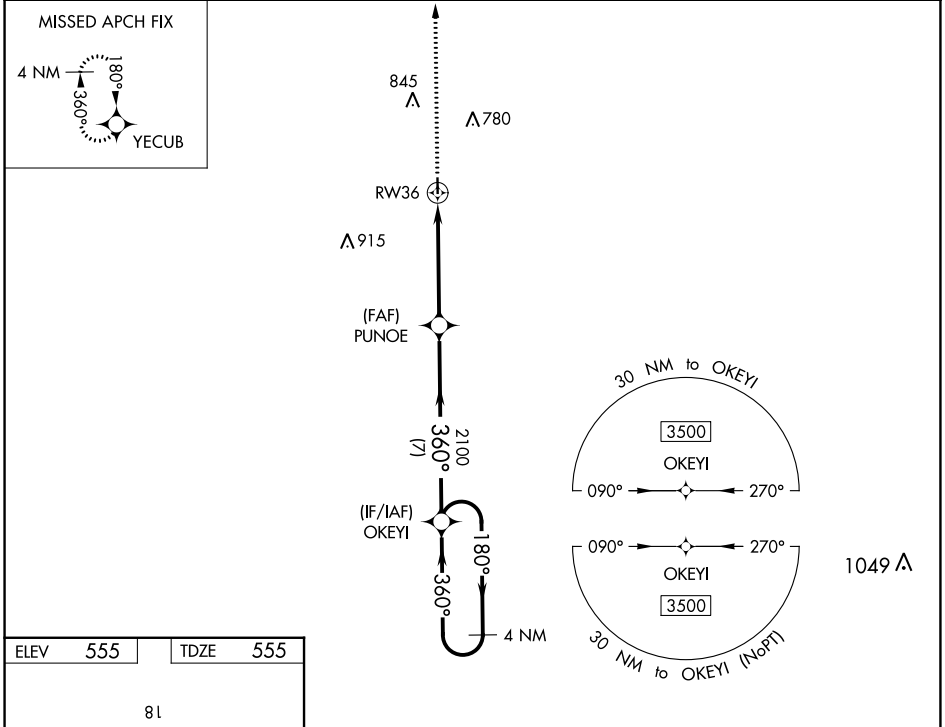 MISSED APCH FIX
4 NM
180°
360°
YECUB
845
780
RW36
915
(FAF)
PUNOE
2100
360°
(7)
(IF/IAF)
OKEYI
180°
360°
4 NM
30 NM to OKEYI
3500
OKEYI
090°
270°
090°
270°
OKEYI
3500
30 NM to OKEYI (NoPT)
1049
ELEV 555
TDZE 555
18